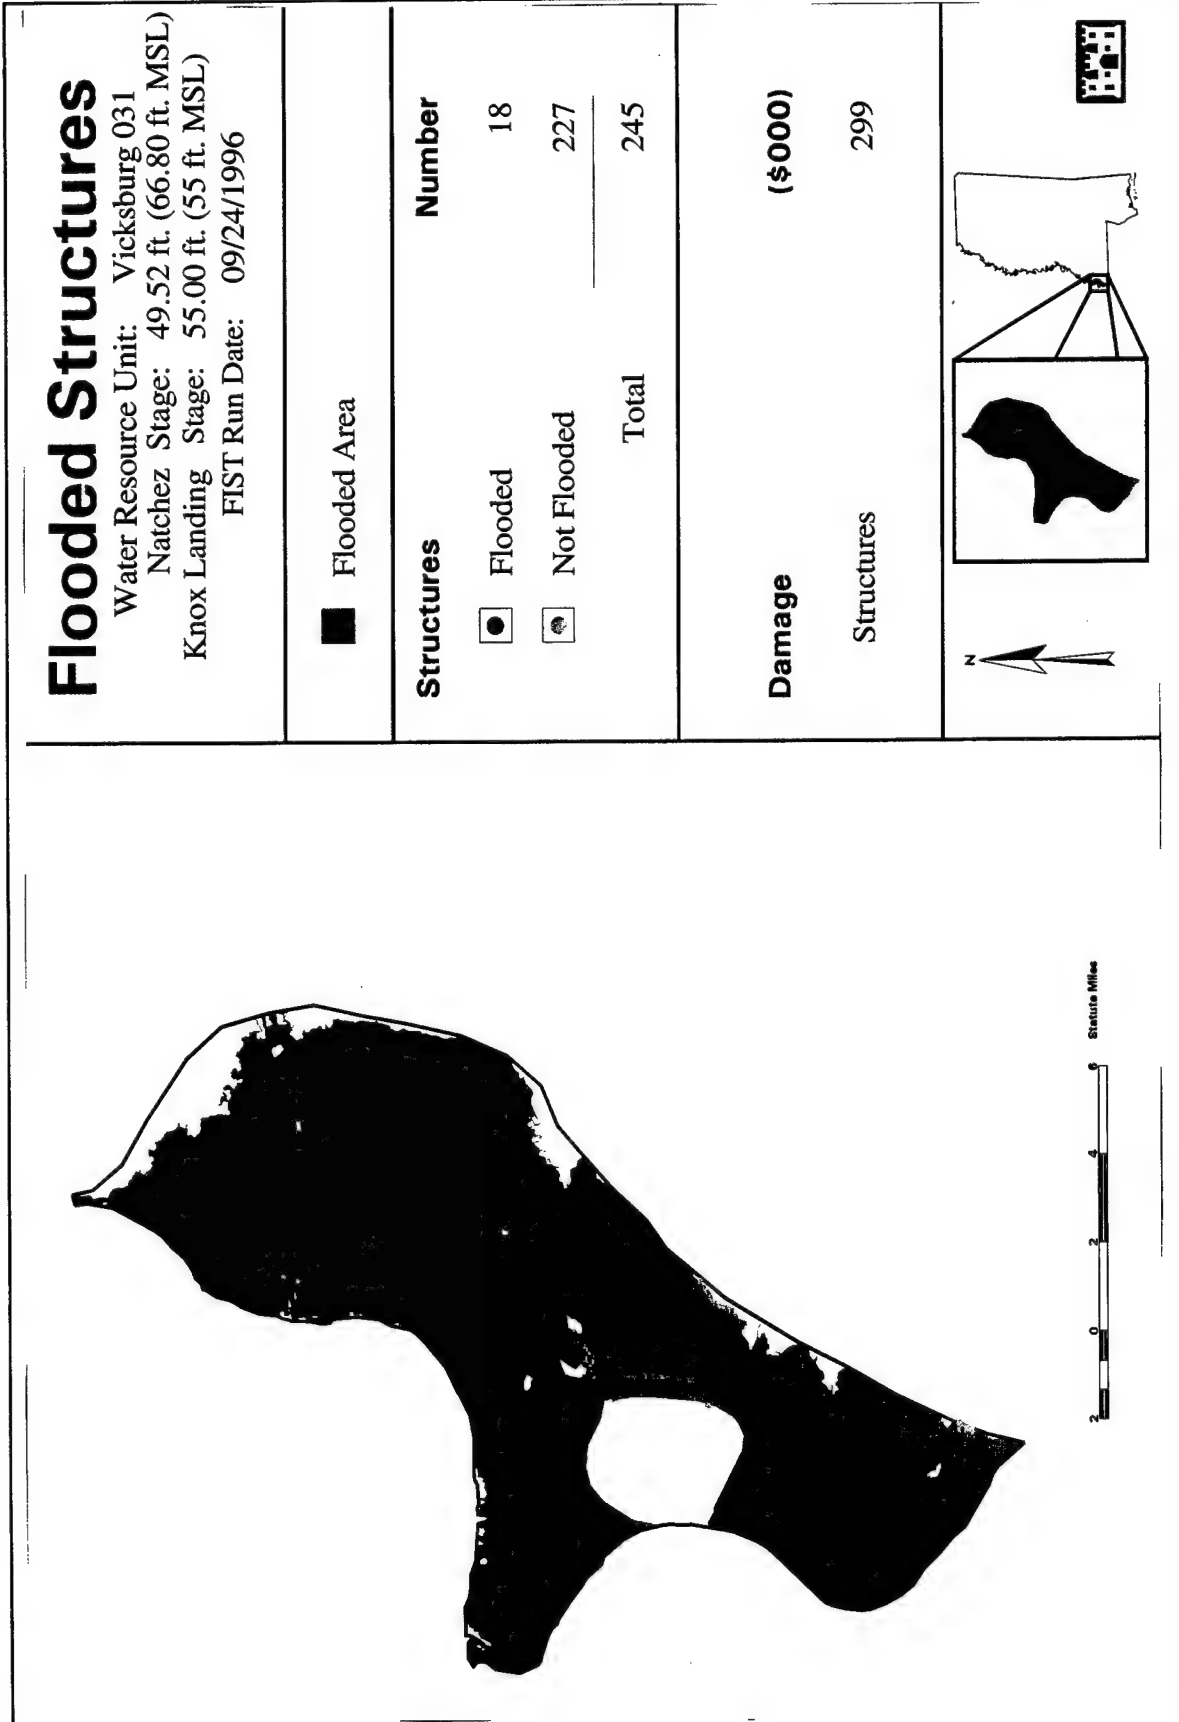 Flooded Structures
Water Resource Unit: Vicksburg 031
Natchez Stage: 49.52 ft. (66.80 ft. MSL)
Knox Landing Stage: 55.00 ft. (55 ft. MSL)
FIST Run Date: 09/24/1996
Flooded Area
Structures Number
Flooded 18
Not Flooded 227
Total 245
Damage ($000)
Structures 299
N
2 0 2 4 6 Statute Miles